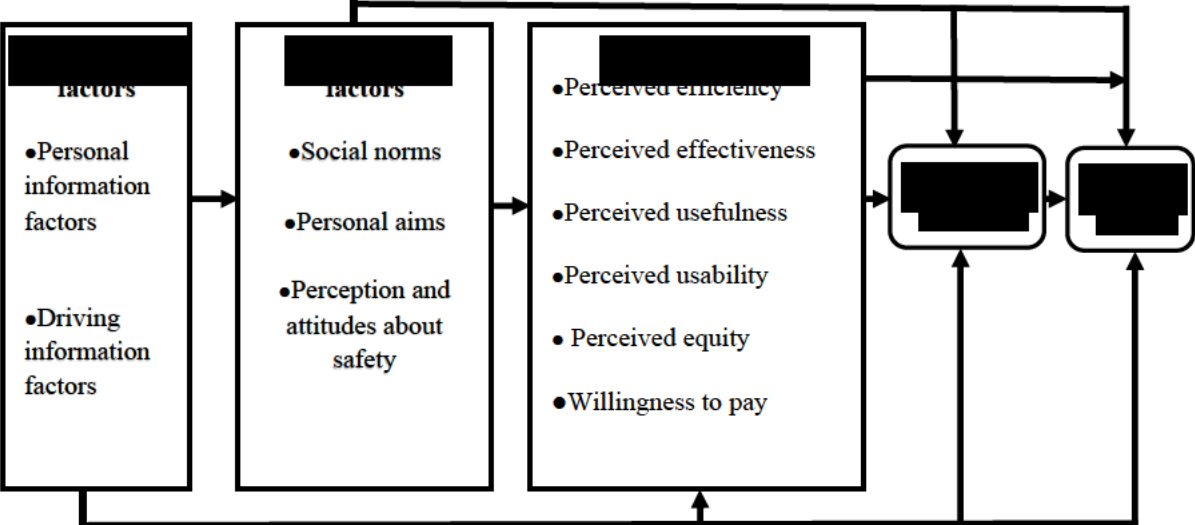 factors
●Personal
information
factors
●Driving
information
factors
factors
●Social norms
●Personal aims
●Perception and
attitudes about
safety
●Perceived efficiency
●Perceived effectiveness
●Perceived usefulness
●Perceived usability
● Perceived equity
●Willingness to pay